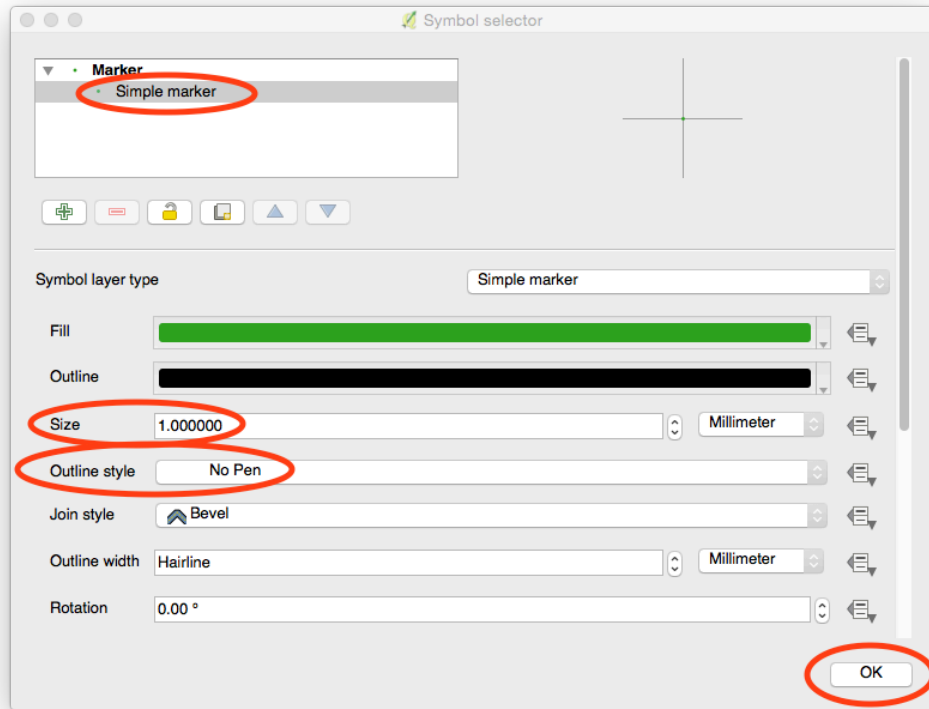 Symbol selector
Marker
Simple marker
Symbol layer type
Simple marker
Fill
Outline
Size
1.000000
Millimeter
Outline style
No Pen
Join style
Bevel
Outline width
Hairline
Millimeter
Rotation
0.00 °
OK